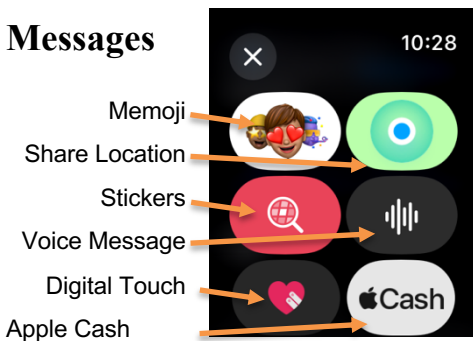 Messages
10:28
Memoji
Share Location
Stickers
Voice Message
Digital Touch
Apple Cash
Cash